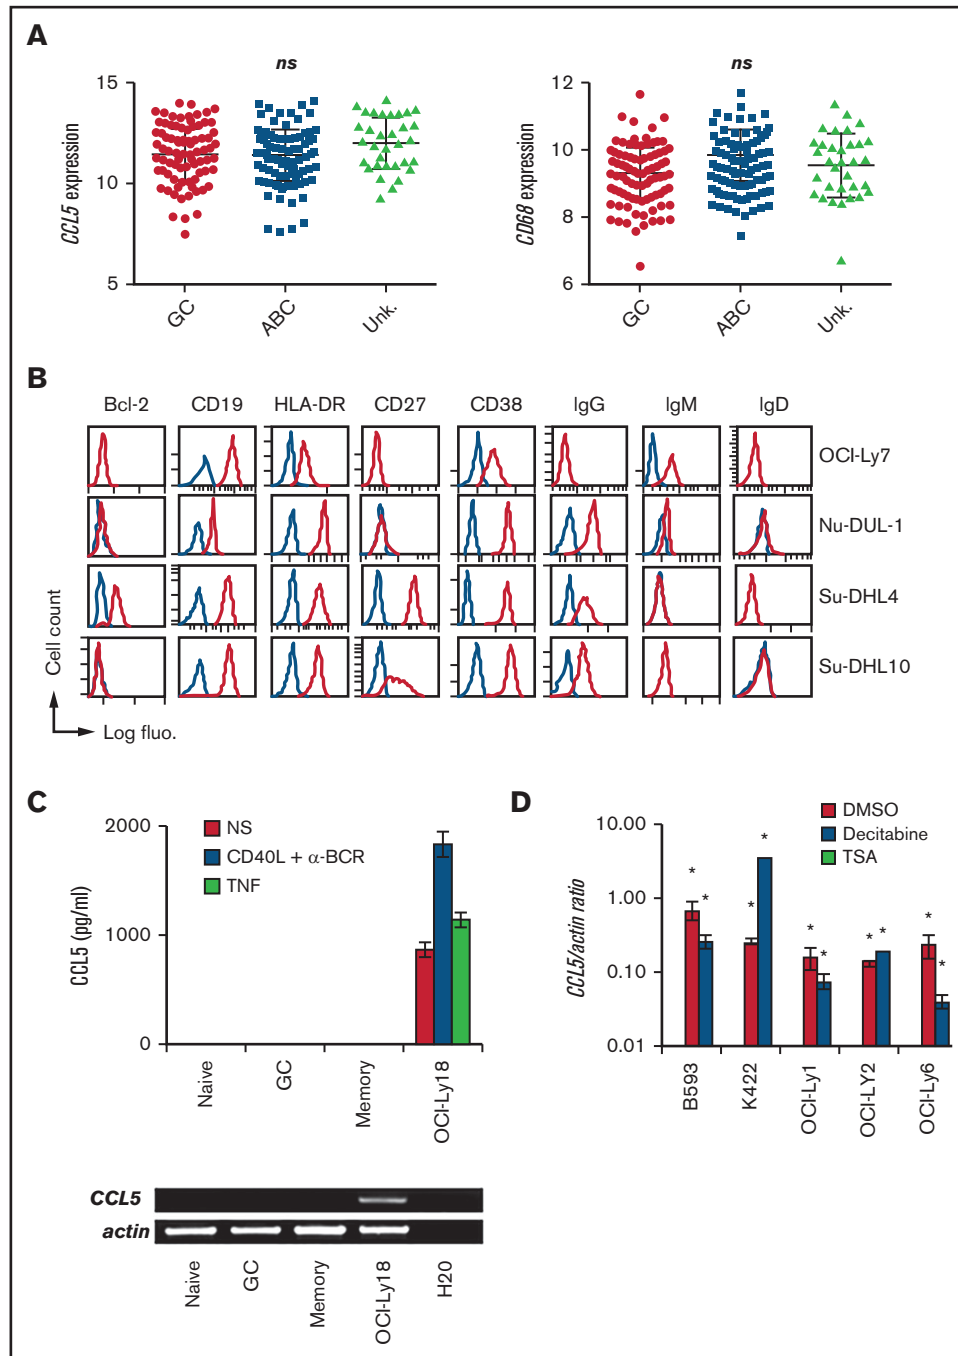 A
ns
ns
15
10
5
CCL5 expression
GC
ABC
Unk.
12
10
8
6
CD68 expression
GC
ABC
Unk.
B
Bcl-2 CD19 HLA-DR CD27 CD38 IgG IgM IgD
OCI-Ly7
Nu-DUL-1
Su-DHL4
Su-DHL10
Cell count
Log fluo.
C
2000
1000
0
CCL5 (pg/ml)
NS
CD40L + α-BCR
TNF
Naive
GC
Memory
OCI-Ly18
CCL5
actin
Naive
GC
Memory
OCI-Ly18
H20
D
DMSO
Decitabine
TSA
10.00
1.00
0.10
0.01
CCL5/actin ratio
* * * * * * * * * *
B593
K422
OCI-Ly1
OCI-LY2
OCI-Ly6